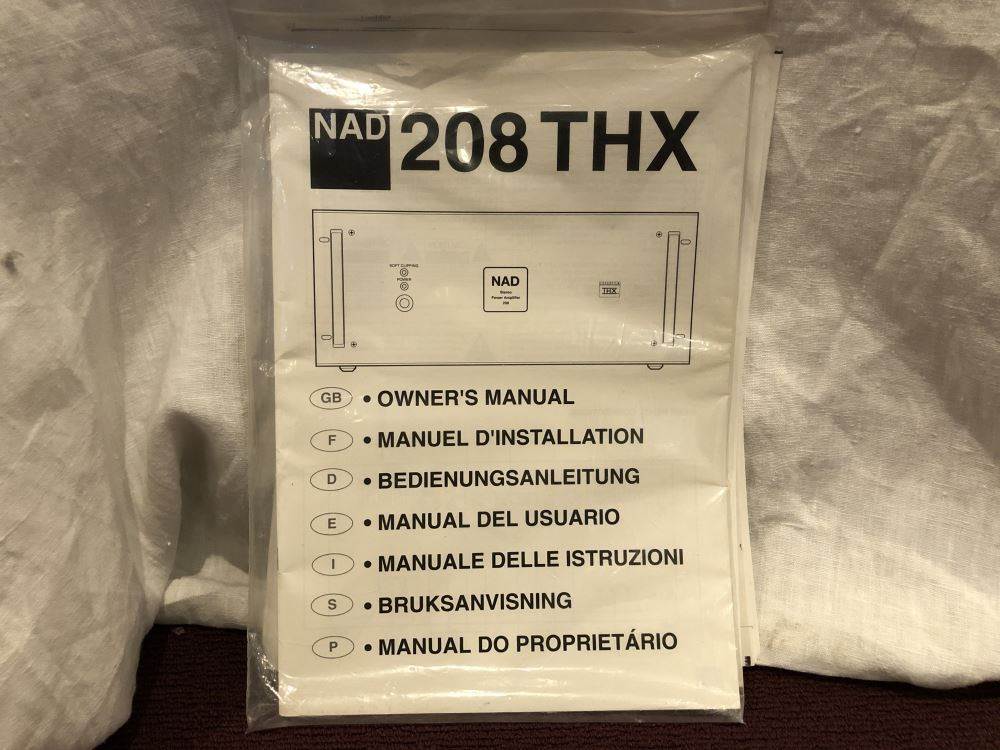 NAD 208 THX
SOFT CLIPPING
POWER
NAD
Stereo
Power Amplifier
208
THX
GB • OWNER'S MANUAL
F • MANUEL D'INSTALLATION
D • BEDIENUNGSANLEITUNG
E • MANUAL DEL USUARIO
I • MANUALE DELLE ISTRUZIONI
S • BRUKSANVISNING
P • MANUAL DO PROPRIETÁRIO